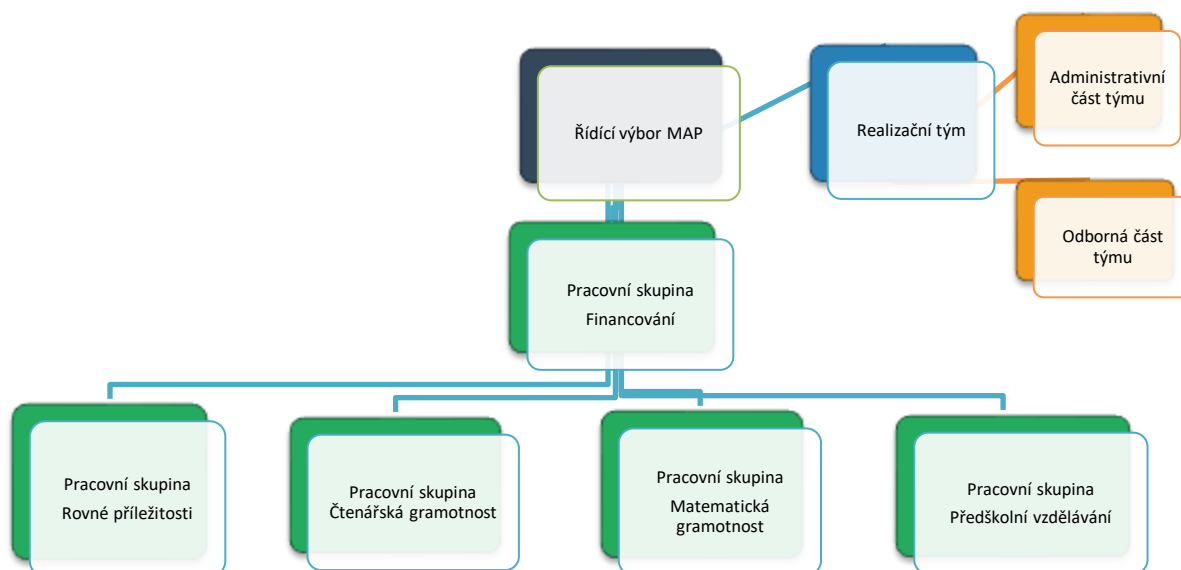 Administrativní
část týmu
Řídící výbor MAP
Realizační tým
Odborná část
týmu
Pracovní skupina
Financování
Pracovní skupina
Rovné příležitosti
Pracovní skupina
Čtenářská gramotnost
Pracovní skupina
Matematická
gramotnost
Pracovní skupina
Předškolní vzdělávání